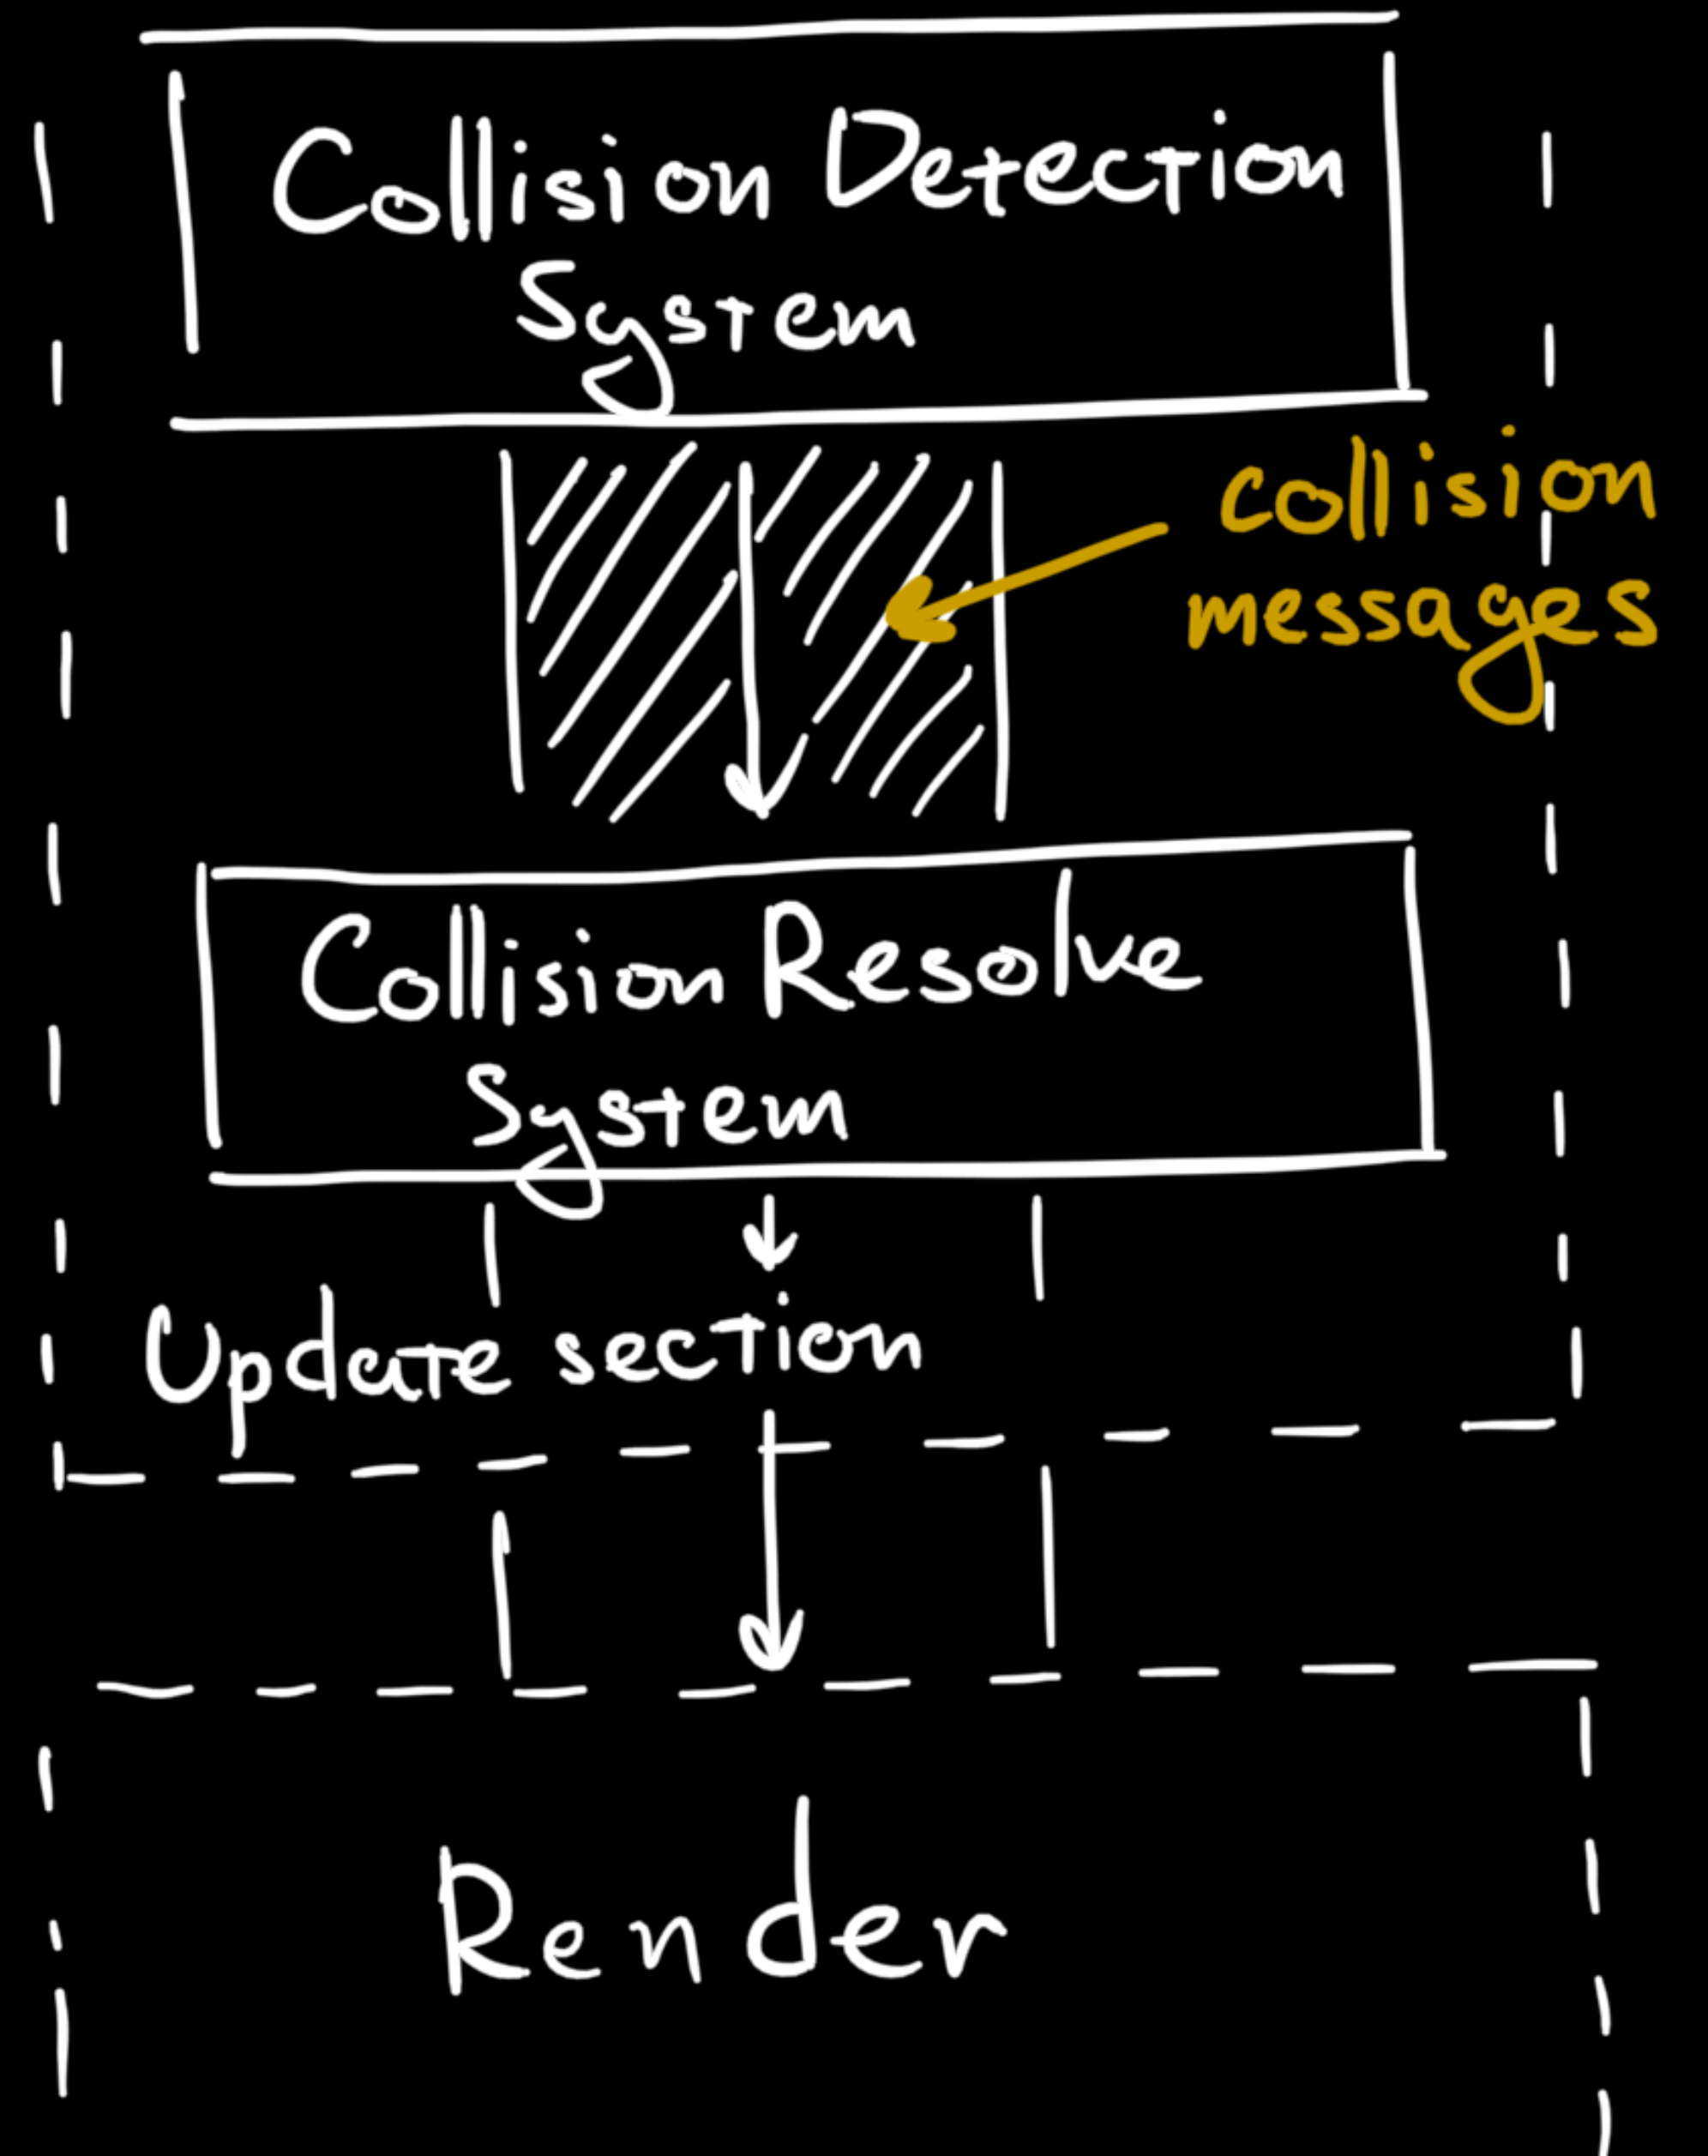 Collision Detection
System
collision
messages
Collision Resolve
System
Update section
Render